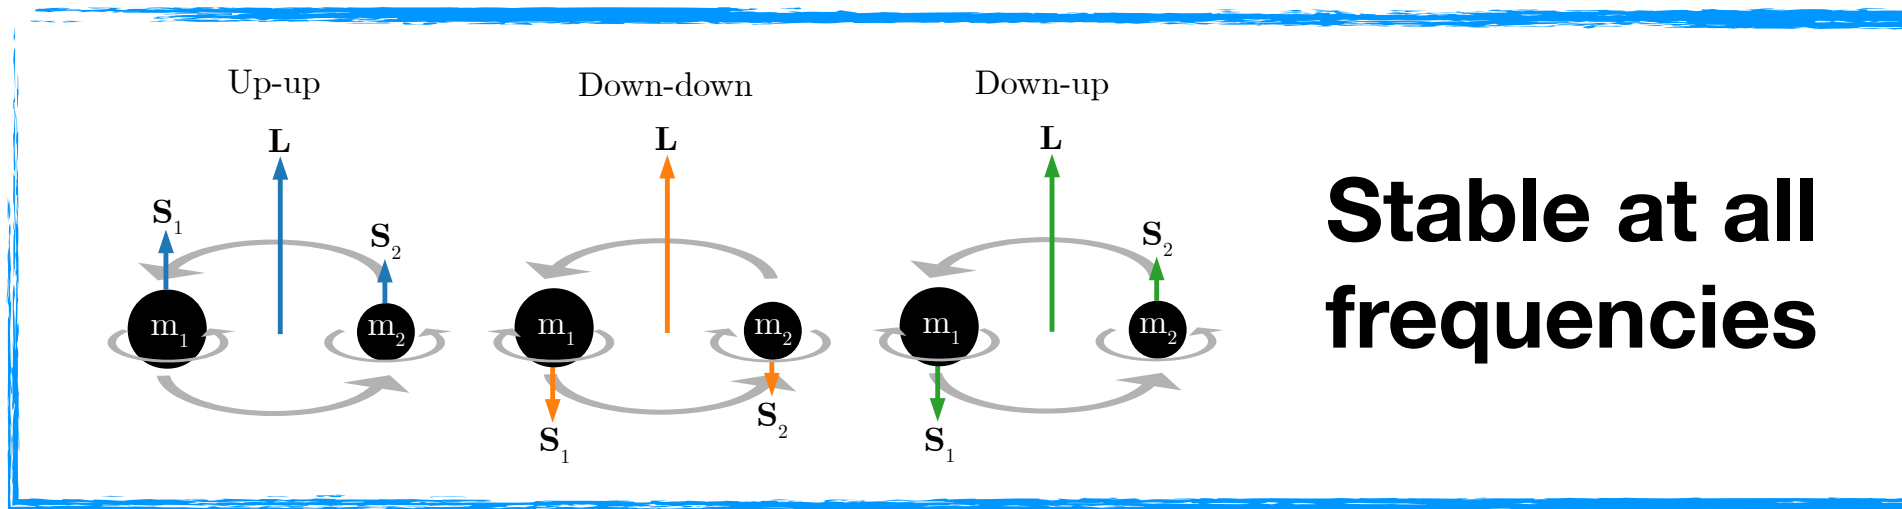 Up-up
Down-down
Down-up
L
L
L
S₁
S₂
S₂
Stable at all
frequencies
m₁
m₂
m₁
m₂
m₁
m₂
S₁
S₂
S₁